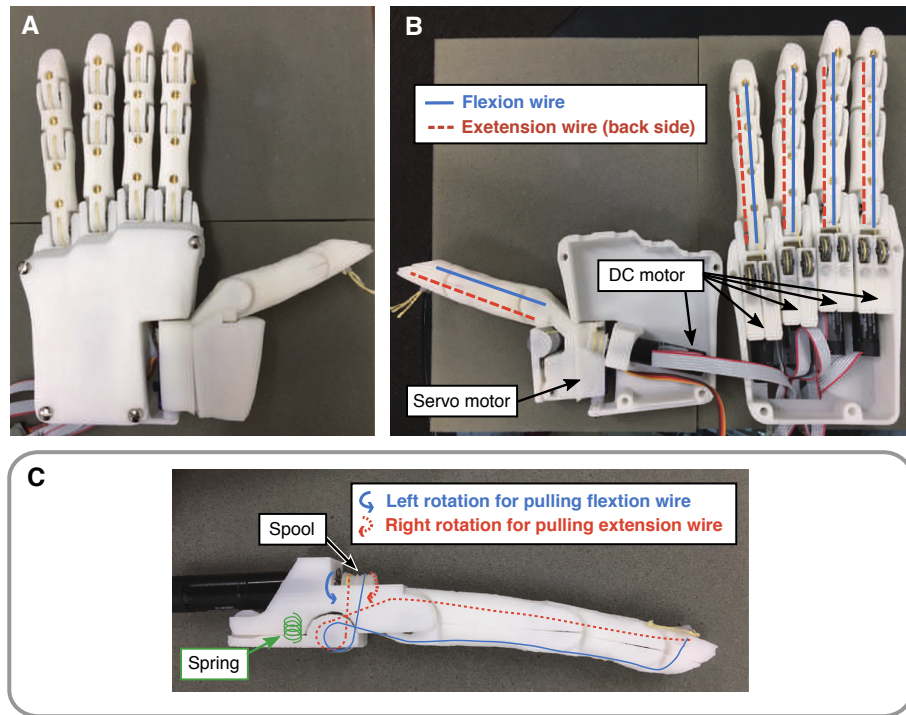 A
B
Flexion wire
Exetension wire (back side)
DC motor
Servo motor
C
Left rotation for pulling flextion wire
Right rotation for pulling extension wire
Spool
Spring